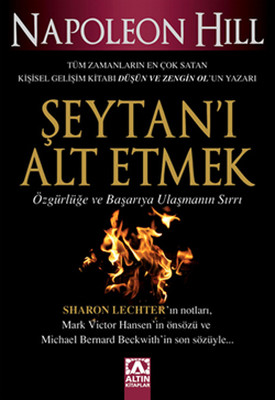 NAPOLEON HILL
TÜM ZAMANLARIN EN ÇOK SATAN
KİŞİSEL GELİŞİM KİTABI DÜŞÜN VE ZENGİN OL'UN YAZARI
ŞEYTAN'I
ALT ETMEK
Özgürlüğe ve Başarıya Ulaşmanın Sırrı
SHARON LECHTER'ın notları,
Mark Victor Hansen'in önsözü ve
Michael Bernard Beckwith'in son sözüyle...
ALTIN
KİTAPLAR